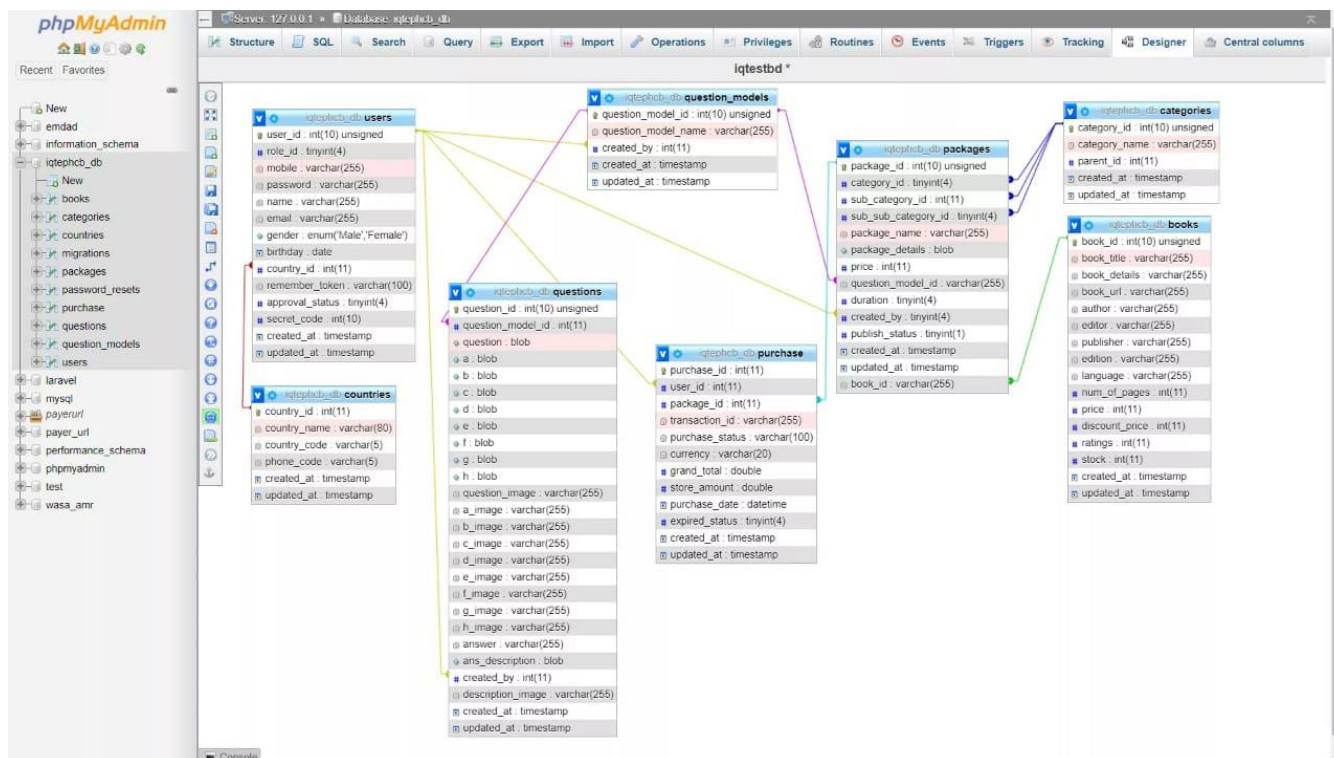 phpMyAdmin
Recent Favorites
New
emdad
information_schema
iqtephcb_db
New
books
categories
countries
migrations
packages
password_resets
purchase
questions
question_models
users
laravel
mysql
payerurl
payer_url
performance_schema
phpmyadmin
test
wasa_amr
Server: 127.0.0.1 » Database: iqtephcb_db
Structure SQL Search Query Export Import Operations Privileges Routines Events Triggers Tracking Designer Central columns
iqtestbd *
iqtephcb_db users
user_id : int(10) unsigned
role_id : tinyint(4)
mobile : varchar(255)
password : varchar(255)
name : varchar(255)
email : varchar(255)
gender : enum('Male','Female')
birthday : date
country_id : int(11)
remember_token : varchar(100)
approval_status : tinyint(4)
secret_code : int(10)
created_at : timestamp
updated_at : timestamp
iqtephcb_db countries
country_id : int(11)
country_name : varchar(80)
country_code : varchar(5)
phone_code : varchar(5)
created_at : timestamp
updated_at : timestamp
iqtephcb_db question_models
question_model_id : int(10) unsigned
question_model_name : varchar(255)
created_by : int(11)
created_at : timestamp
updated_at : timestamp
iqtephcb_db questions
question_id : int(10) unsigned
question_model_id : int(11)
question : blob
a : blob
b : blob
c : blob
d : blob
e : blob
f : blob
g : blob
h : blob
question_image : varchar(255)
a_image : varchar(255)
b_image : varchar(255)
c_image : varchar(255)
d_image : varchar(255)
e_image : varchar(255)
f_image : varchar(255)
g_image : varchar(255)
h_image : varchar(255)
answer : varchar(255)
ans_description : blob
created_by : int(11)
description_image : varchar(255)
created_at : timestamp
updated_at : timestamp
iqtephcb_db purchase
purchase_id : int(11)
user_id : int(11)
package_id : int(11)
transaction_id : varchar(255)
purchase_status : varchar(100)
currency : varchar(20)
grand_total : double
store_amount : double
purchase_date : datetime
expired_status : tinyint(4)
created_at : timestamp
updated_at : timestamp
iqtephcb_db packages
package_id : int(10) unsigned
category_id : tinyint(4)
sub_category_id : int(11)
sub_sub_category_id : tinyint(4)
package_name : varchar(255)
package_details : blob
price : int(11)
question_model_id : varchar(255)
duration : tinyint(4)
created_by : tinyint(4)
publish_status : tinyint(1)
created_at : timestamp
updated_at : timestamp
book_id : varchar(255)
iqtephcb_db categories
category_id : int(10) unsigned
category_name : varchar(255)
parent_id : int(11)
created_at : timestamp
updated_at : timestamp
iqtephcb_db books
book_id : int(10) unsigned
book_title : varchar(255)
book_details : varchar(255)
book_url : varchar(255)
author : varchar(255)
editor : varchar(255)
publisher : varchar(255)
edition : varchar(255)
language : varchar(255)
num_of_pages : int(11)
price : int(11)
discount_price : int(11)
ratings : int(11)
stock : int(11)
created_at : timestamp
updated_at : timestamp
Console